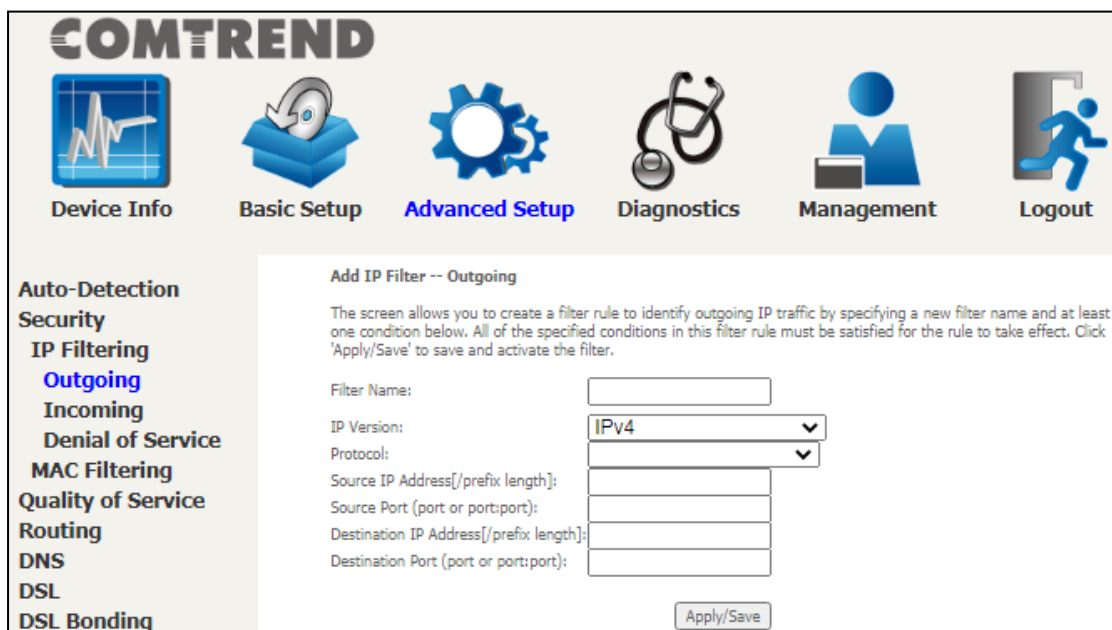 COMTREND
Device Info
Basic Setup
Advanced Setup
Diagnostics
Management
Logout
Auto-Detection
Security
IP Filtering
Outgoing
Incoming
Denial of Service
MAC Filtering
Quality of Service
Routing
DNS
DSL
DSL Bonding
Add IP Filter -- Outgoing
The screen allows you to create a filter rule to identify outgoing IP traffic by specifying a new filter name and at least
one condition below. All of the specified conditions in this filter rule must be satisfied for the rule to take effect. Click
'Apply/Save' to save and activate the filter.
Filter Name:
IP Version: IPv4
Protocol:
Source IP Address[/prefix length]:
Source Port (port or port:port):
Destination IP Address[/prefix length]:
Destination Port (port or port:port):
Apply/Save